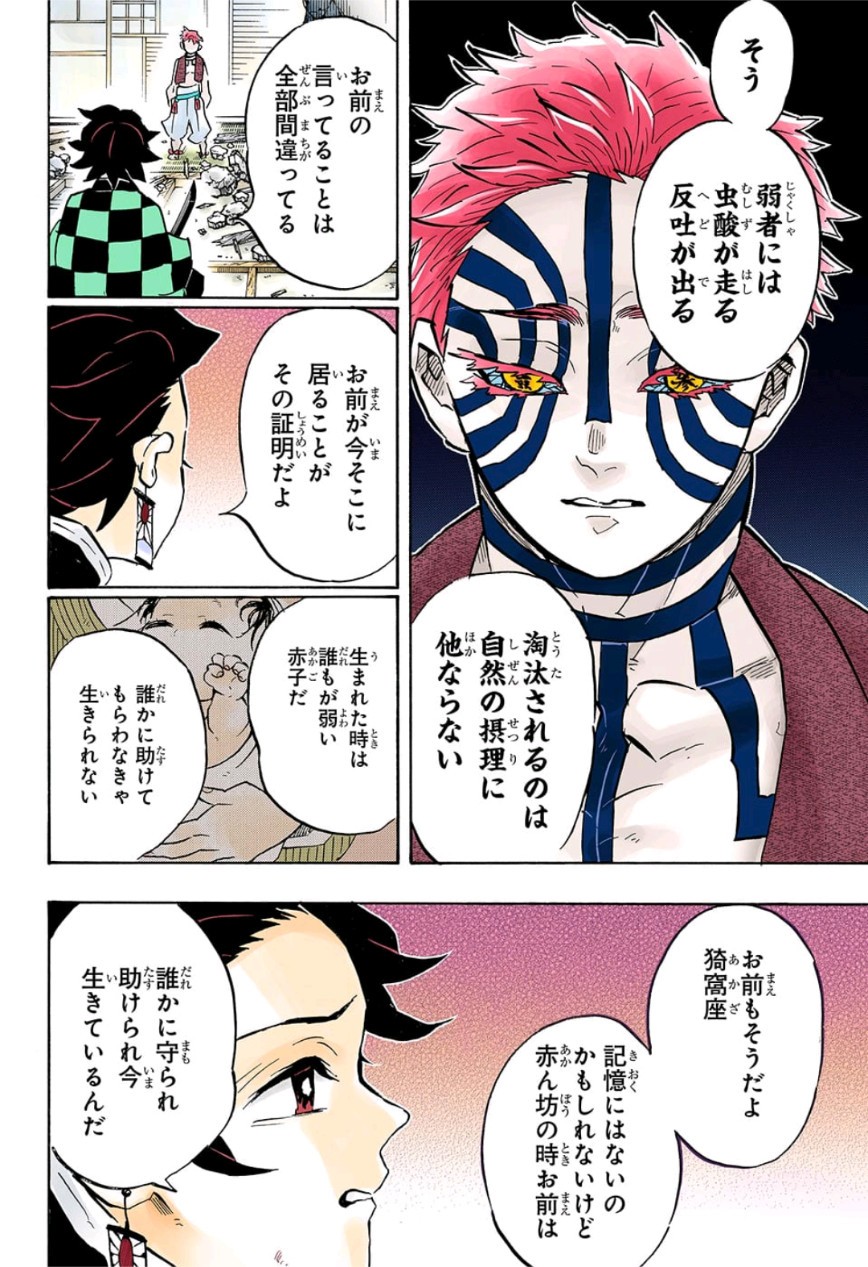 そう
弱者には
虫酸が走る
反吐が出る
淘汰されるのは
自然の摂理に
他ならない
お前の
言ってることは
全部間違ってる
お前が今そこに
居ることが
その証明だよ
生まれた時は
誰もが弱い
赤子だ
誰かに助けて
もらわなきゃ
生きられない
お前もそうだよ
猗窩座
記憶にはないの
かもしれないけど
赤ん坊の時お前は
誰かに守られ
助けられ今
生きているんだ